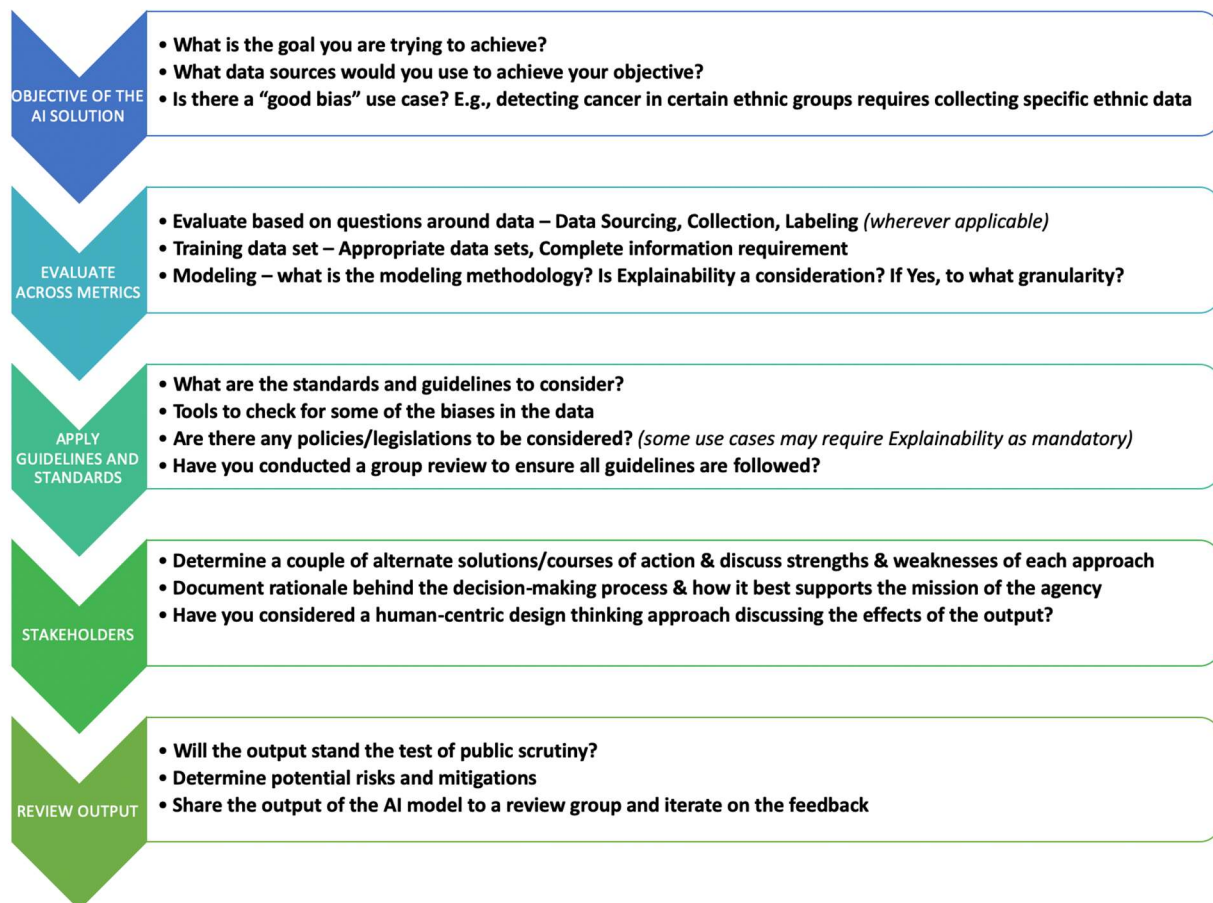 OBJECTIVE OF THE
AI SOLUTION
• What is the goal you are trying to achieve?
• What data sources would you use to achieve your objective?
• Is there a “good bias” use case? E.g., detecting cancer in certain ethnic groups requires collecting specific ethnic data
EVALUATE
ACROSS METRICS
• Evaluate based on questions around data – Data Sourcing, Collection, Labeling (wherever applicable)
• Training data set – Appropriate data sets, Complete information requirement
• Modeling – what is the modeling methodology? Is Explainability a consideration? If Yes, to what granularity?
APPLY
GUIDELINES AND
STANDARDS
• What are the standards and guidelines to consider?
• Tools to check for some of the biases in the data
• Are there any policies/legislations to be considered? (some use cases may require Explainability as mandatory)
• Have you conducted a group review to ensure all guidelines are followed?
STAKEHOLDERS
• Determine a couple of alternate solutions/courses of action & discuss strengths & weaknesses of each approach
• Document rationale behind the decision-making process & how it best supports the mission of the agency
• Have you considered a human-centric design thinking approach discussing the effects of the output?
REVIEW OUTPUT
• Will the output stand the test of public scrutiny?
• Determine potential risks and mitigations
• Share the output of the AI model to a review group and iterate on the feedback